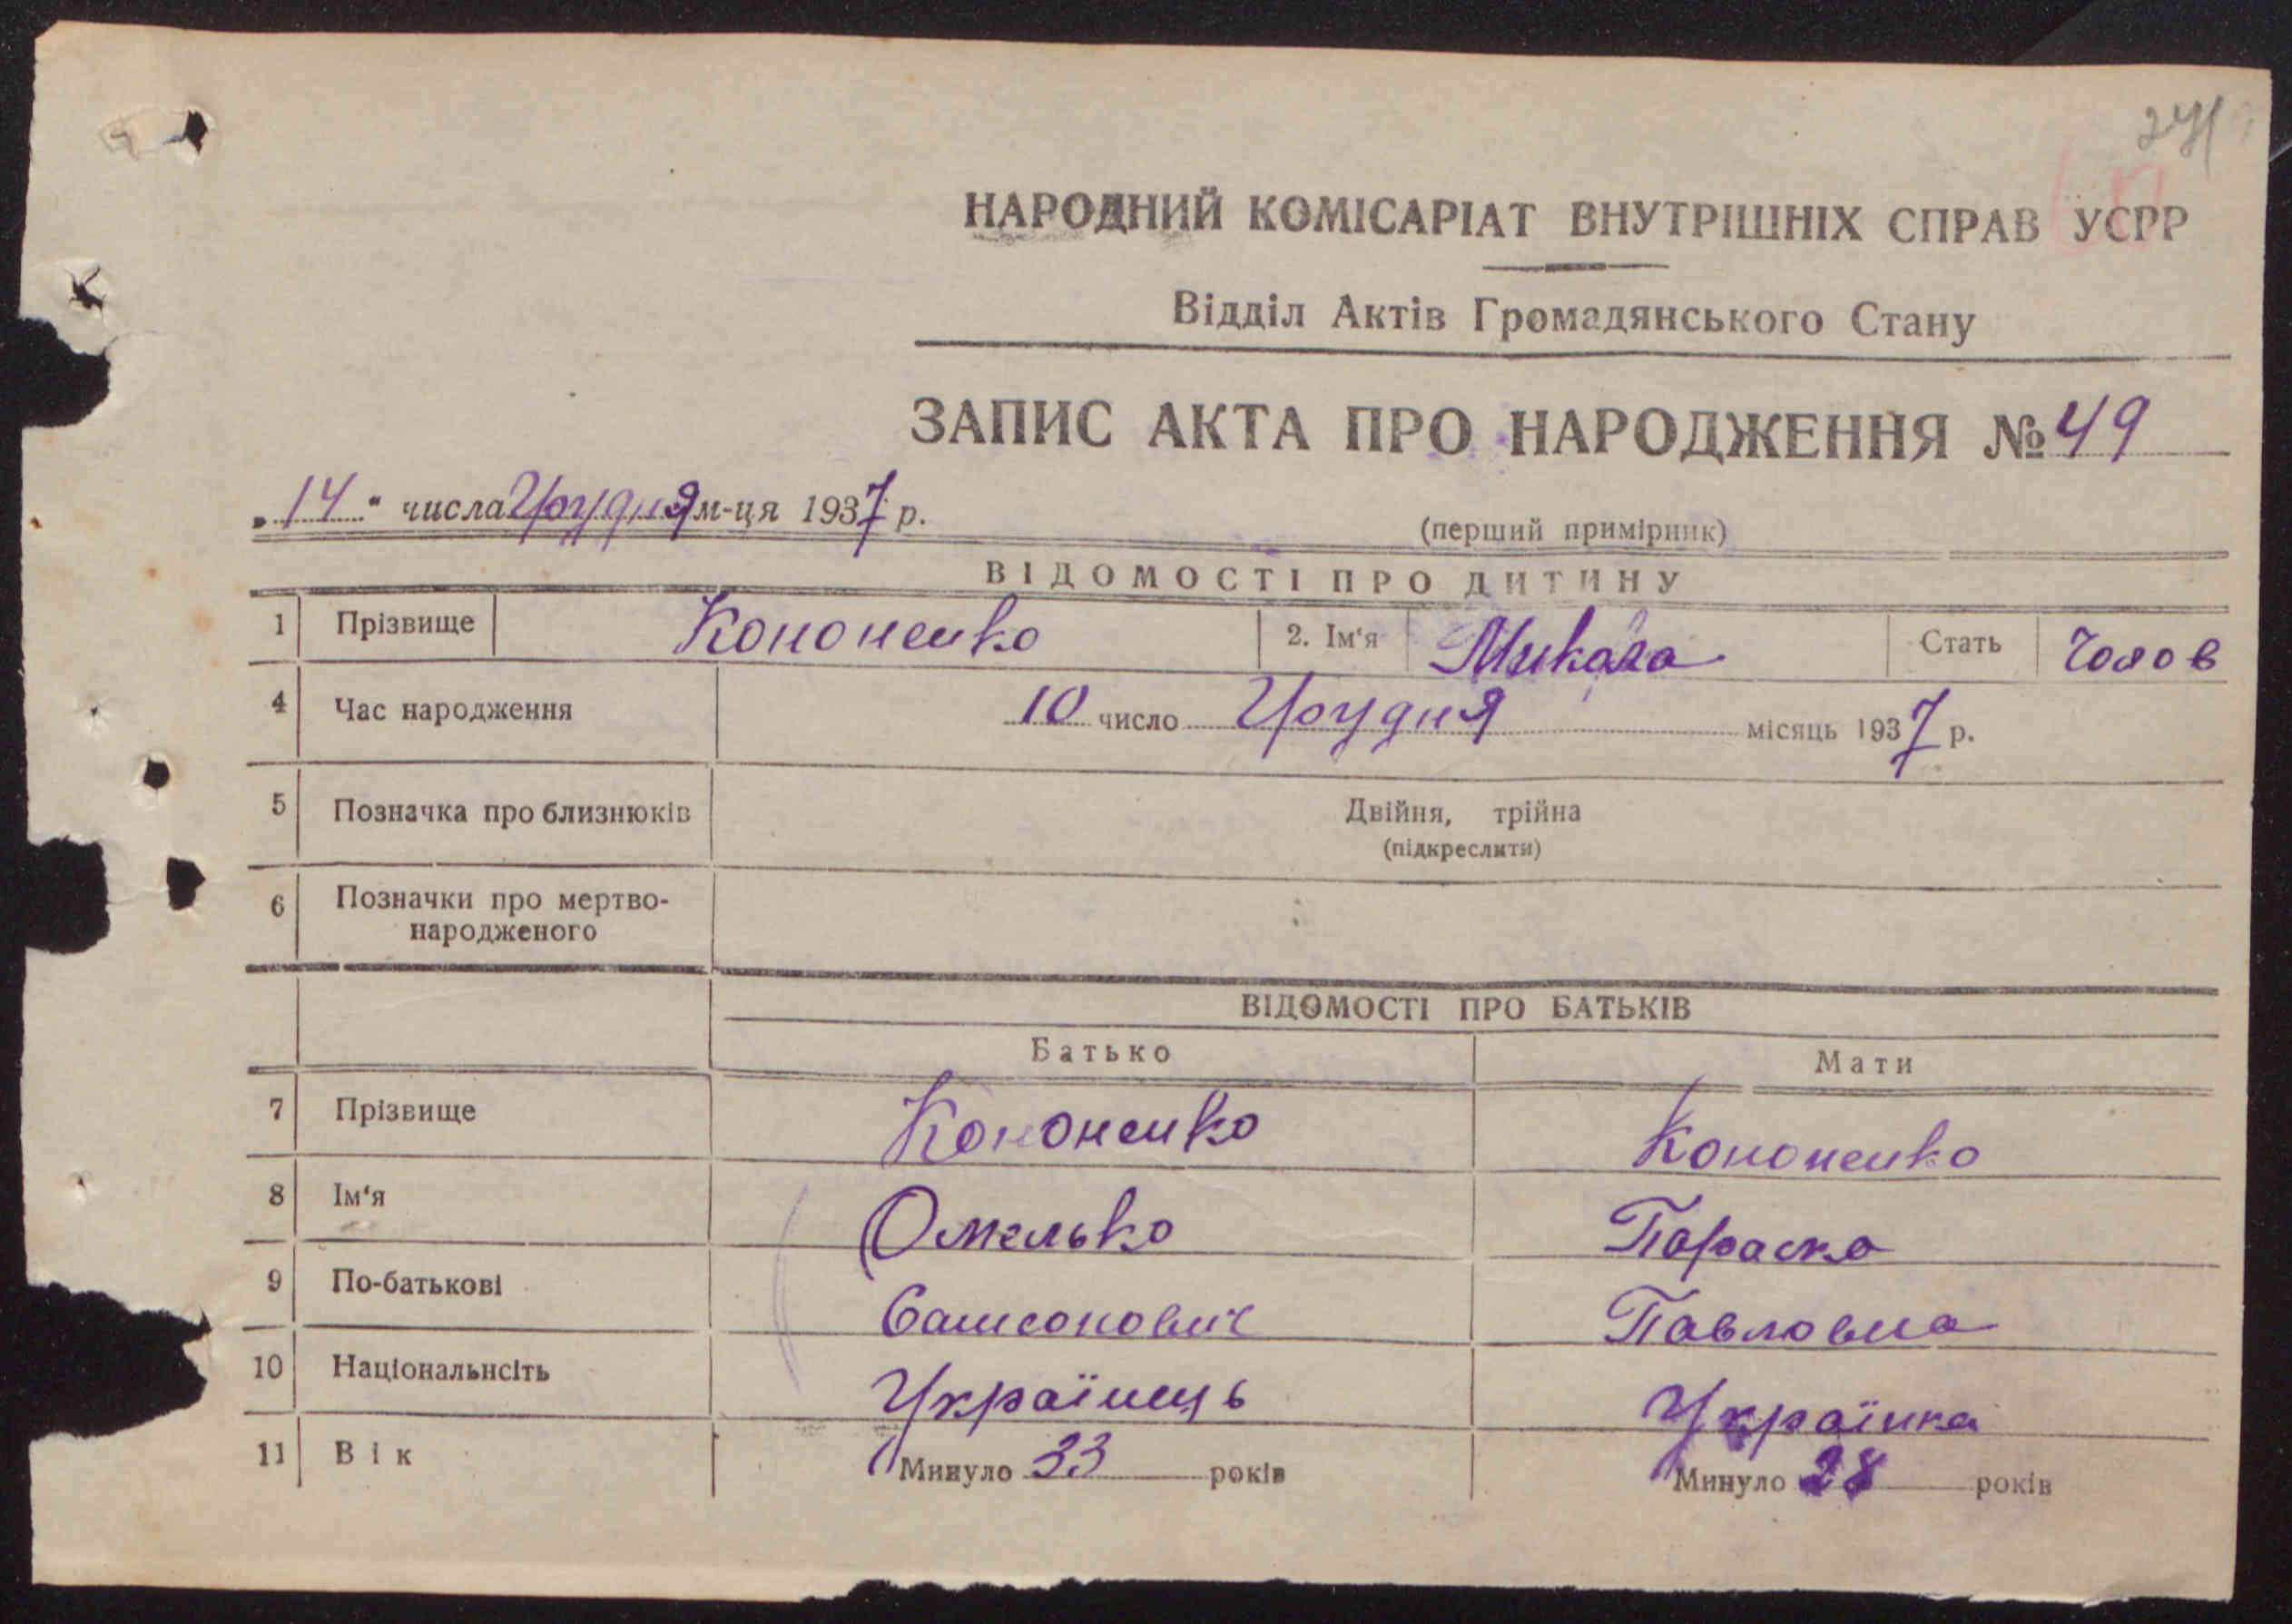 241
НАРОДНИЙ КОМІСАРІАТ ВНУТРІШНІХ СПРАВ УСРР
Відділ Актів Громадянського Стану
ЗАПИС АКТА ПРО НАРОДЖЕННЯ № 49
„14" числа Грудня м-ця 1937 р.
(перший примірник)
ВІДОМОСТІ ПРО ДИТИНУ
1 Прізвище Кононенко 2. Ім'я Микола Стать Чолов
4 Час народження 10 число Грудня місяць 1937 р.
5 Позначка про близнюків Двійня, трійна
(підкреслити)
6 Позначки про мертво-
народженого
ВІДОМОСТІ ПРО БАТЬКІВ
Батько Мати
7 Прізвище Кононенко Кононенко
8 Ім'я Омелько Параска
9 По-батькові Самсонович Павловна
10 Національнсіть Українець Українка
11 Вік Минуло 33 років Минуло 28 років